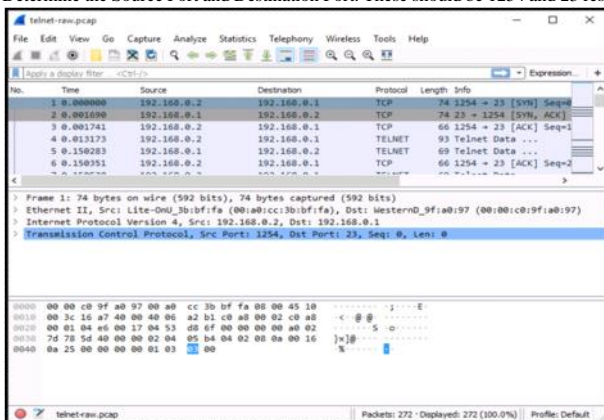 telnet-raw.pcap
File Edit View Go Capture Analyze Statistics Telephony Wireless Tools Help
Apply a display filter ... <Ctrl-/> Expression... +
No. Time Source Destination Protocol Length Info
1 0.000000 192.168.0.2 192.168.0.1 TCP 74 1254 → 23 [SYN] Seq=0
2 0.001690 192.168.0.1 192.168.0.2 TCP 74 23 → 1254 [SYN, ACK]
3 0.001741 192.168.0.2 192.168.0.1 TCP 66 1254 → 23 [ACK] Seq=1
4 0.013173 192.168.0.2 192.168.0.1 TELNET 93 Telnet Data ...
5 0.150283 192.168.0.1 192.168.0.2 TELNET 69 Telnet Data ...
6 0.150351 192.168.0.2 192.168.0.1 TCP 66 1254 → 23 [ACK] Seq=2
Frame 1: 74 bytes on wire (592 bits), 74 bytes captured (592 bits)
Ethernet II, Src: Lite-OnU_3b:bf:fa (00:a0:cc:3b:bf:fa), Dst: WesternD_9f:a0:97 (00:00:c0:9f:a0:97)
Internet Protocol Version 4, Src: 192.168.0.2, Dst: 192.168.0.1
Transmission Control Protocol, Src Port: 1254, Dst Port: 23, Seq: 0, Len: 0
0000 00 00 c0 9f a0 97 00 a0 cc 3b bf fa 08 00 45 10 ········ ·;····E·
0010 00 3c 16 a7 40 00 40 06 a2 b1 c0 a8 00 02 c0 a8 ·<··@·@· ········
0020 00 01 04 e6 00 17 04 53 d8 6f 00 00 00 00 a0 02 ·······S ·o······
0030 7d 78 5d 40 00 00 02 04 05 b4 04 02 08 0a 00 16 }x]@···· ········
0040 0a 25 00 00 00 00 01 03 03 00 ·%······ ··
telnet-raw.pcap Packets: 272 · Displayed: 272 (100.0%) Profile: Default